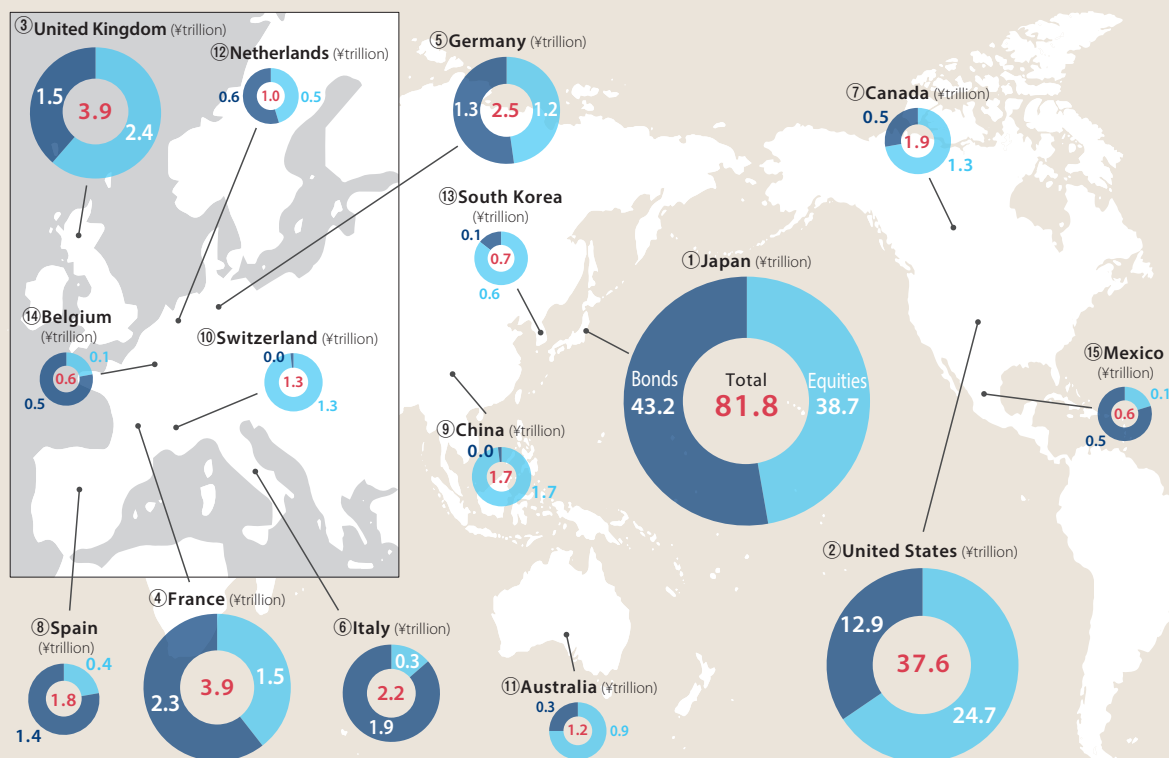 ③United Kingdom (¥trillion)
1.5
3.9
2.4
⑫Netherlands (¥trillion)
0.6
1.0
0.5
⑤Germany (¥trillion)
1.3
2.5
1.2
⑦Canada (¥trillion)
0.5
1.9
1.3
⑬South Korea
(¥trillion)
0.1
0.7
0.6
①Japan (¥trillion)
Bonds
43.2
Total
81.8
Equities
38.7
⑭Belgium
(¥trillion)
0.1
0.6
0.5
⑩Switzerland (¥trillion)
0.0
1.3
1.3
⑮Mexico
(¥trillion)
0.1
0.6
0.5
⑨China (¥trillion)
0.0
1.7
1.7
②United States (¥trillion)
12.9
37.6
24.7
⑧Spain
(¥trillion)
0.4
1.8
1.4
④France (¥trillion)
1.5
3.9
2.3
⑥Italy (¥trillion)
0.3
2.2
1.9
⑪Australia (¥trillion)
0.3
1.2
0.9